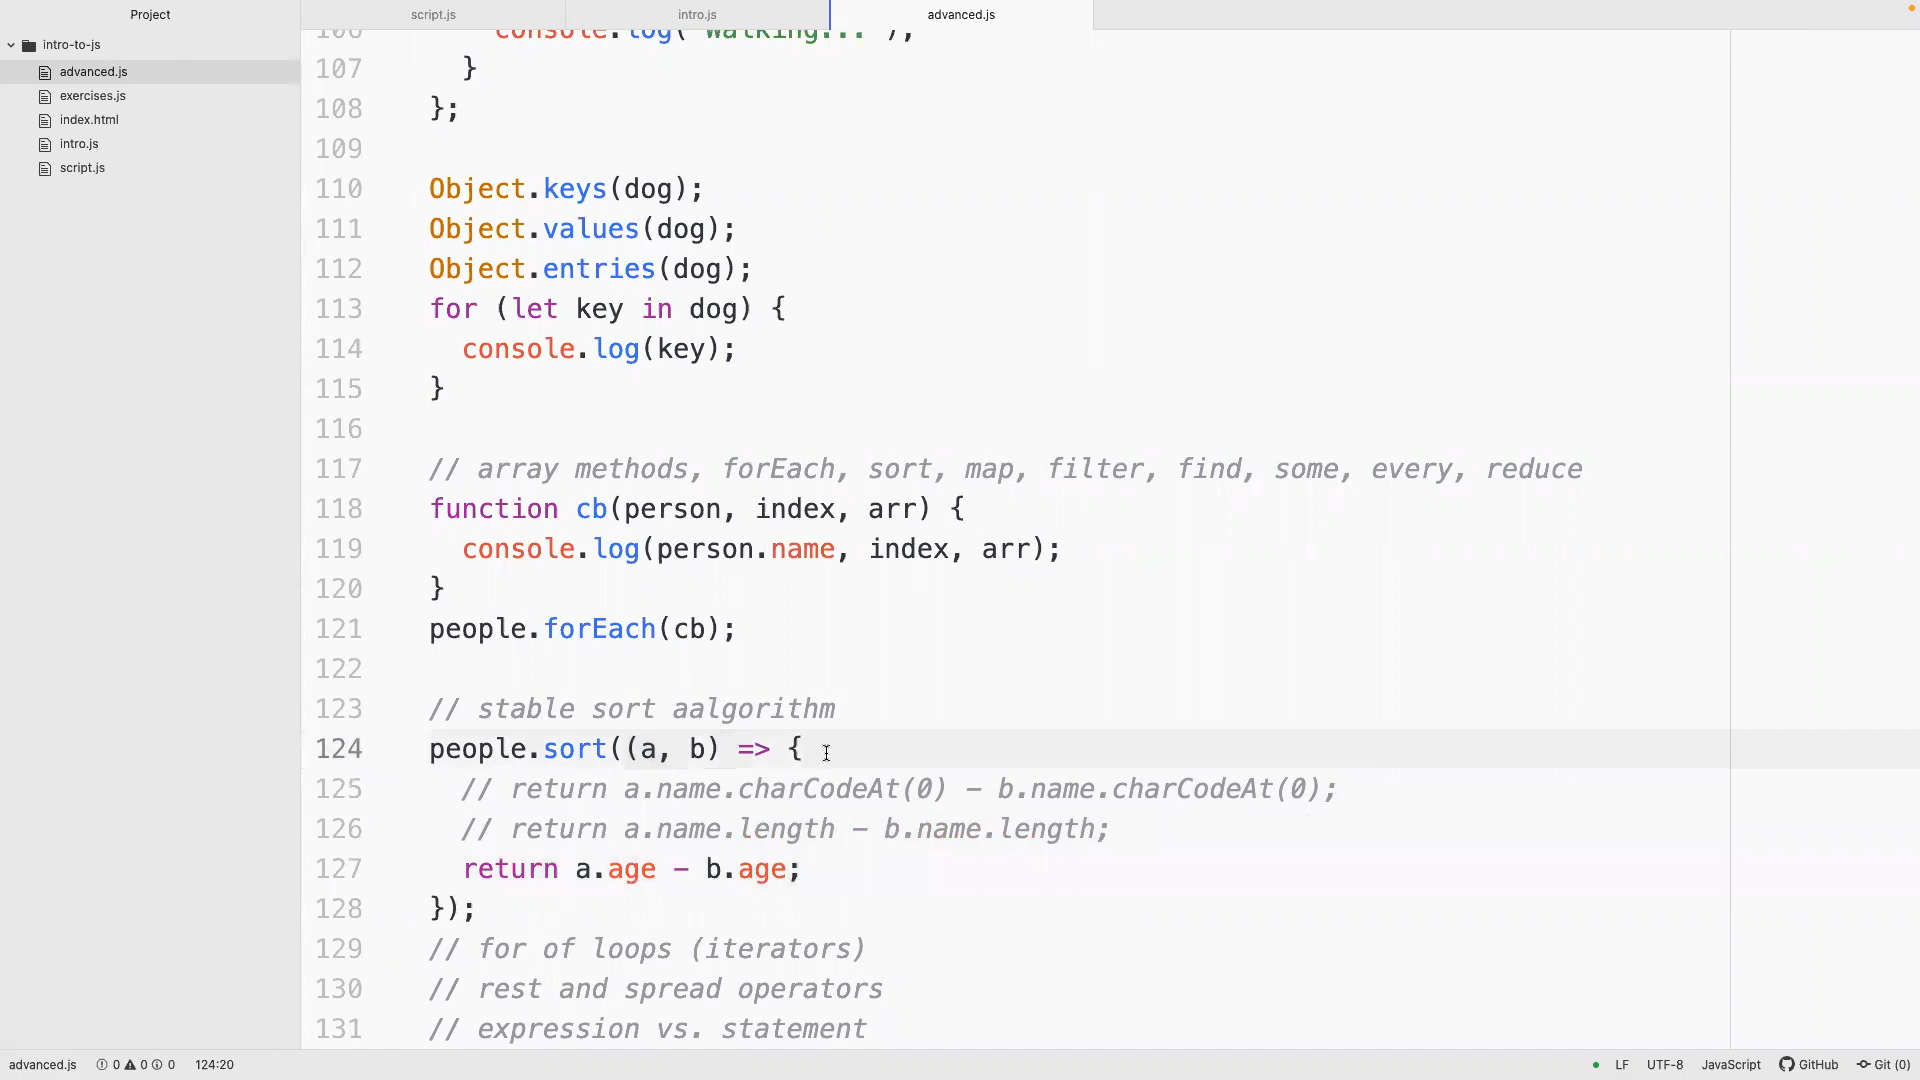 Project
script.js
intro.js
advanced.js
intro-to-js
advanced.js
exercises.js
index.html
intro.js
script.js
106 console.log("Walking...");
107 }
108 };
109
110 Object.keys(dog);
111 Object.values(dog);
112 Object.entries(dog);
113 for (let key in dog) {
114 console.log(key);
115 }
116
117 // array methods, forEach, sort, map, filter, find, some, every, reduce
118 function cb(person, index, arr) {
119 console.log(person.name, index, arr);
120 }
121 people.forEach(cb);
122
123 // stable sort aalgorithm
124 people.sort((a, b) => {
125 // return a.name.charCodeAt(0) - b.name.charCodeAt(0);
126 // return a.name.length - b.name.length;
127 return a.age - b.age;
128 });
129 // for of loops (iterators)
130 // rest and spread operators
131 // expression vs. statement
advanced.js 0 0 0 124:20 LF UTF-8 JavaScript GitHub Git (0)